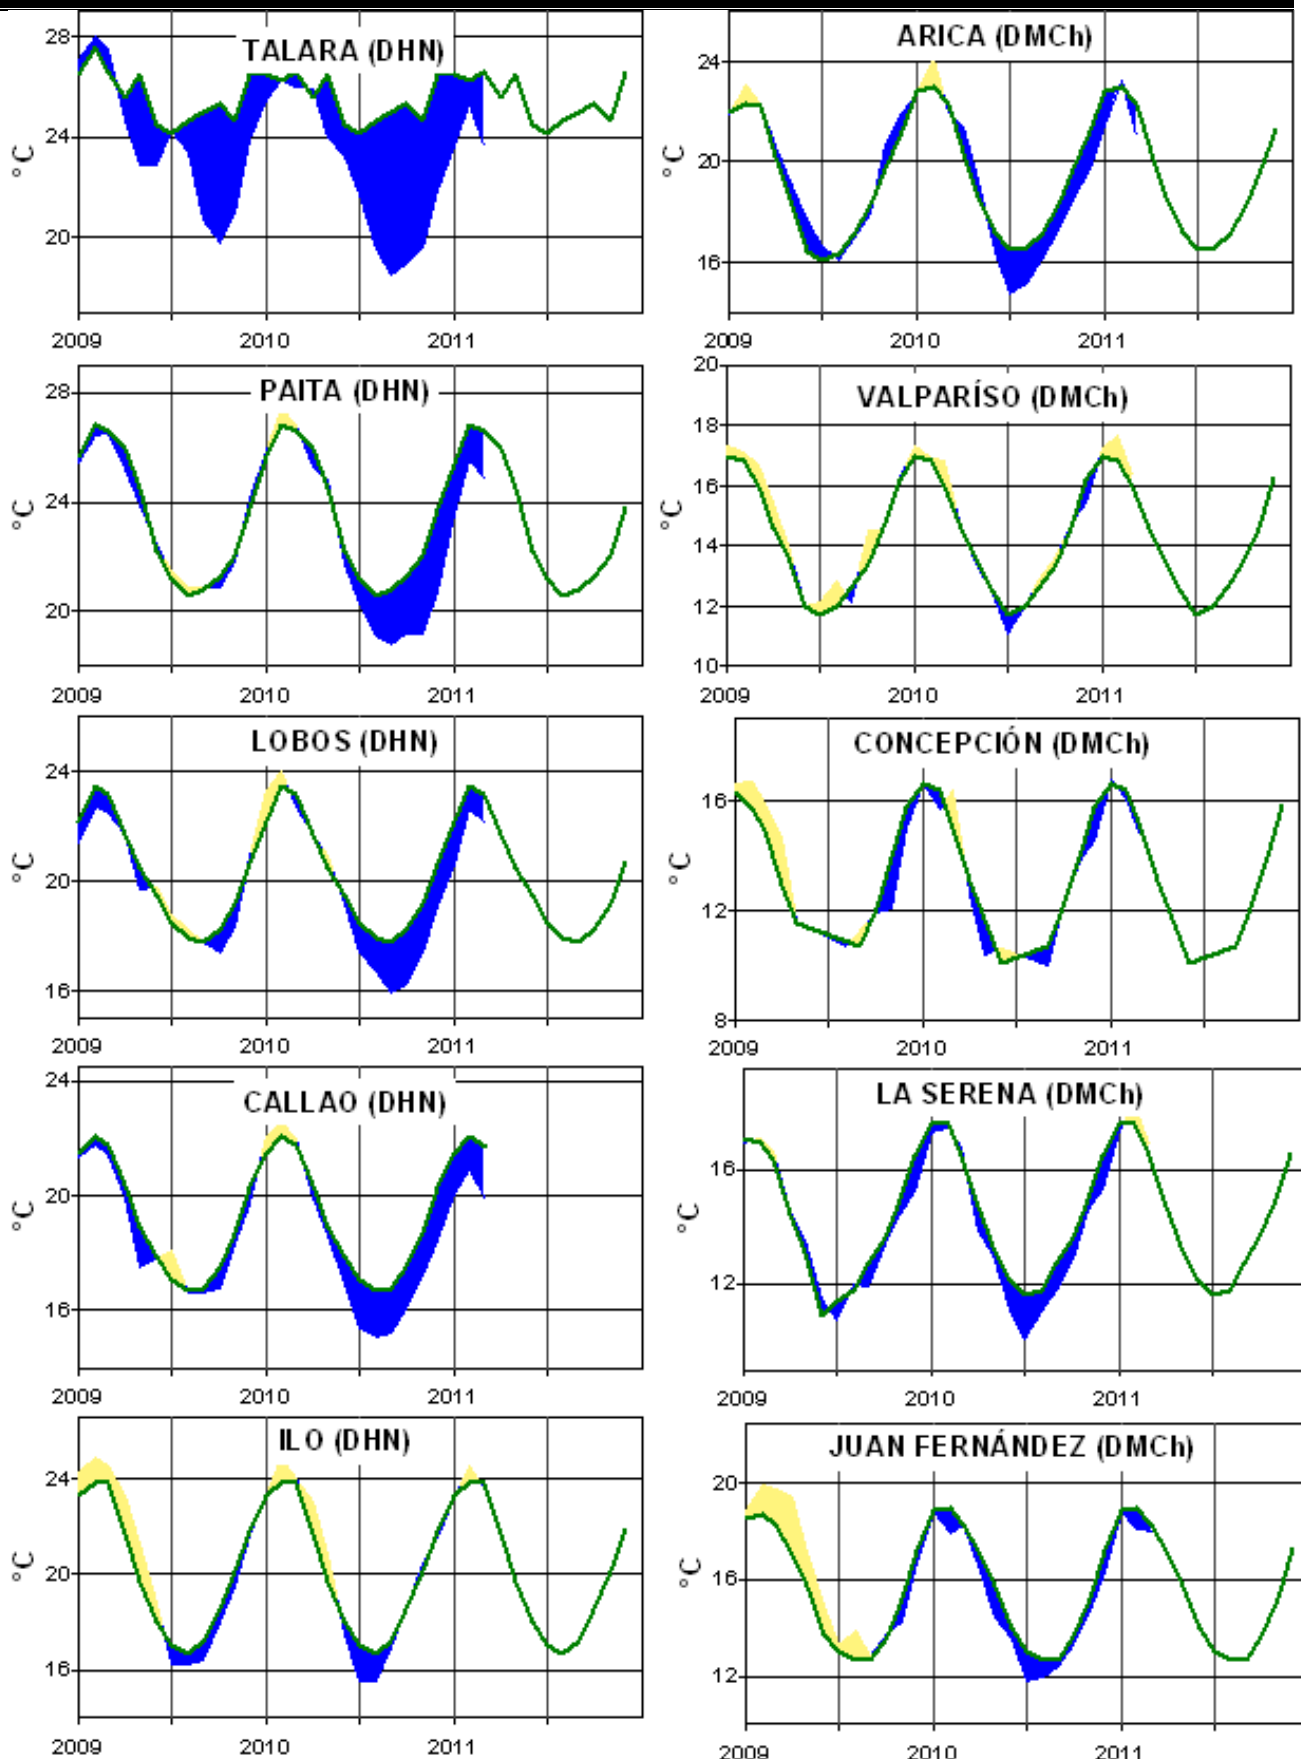 TALARA (DHN)
°C
28
24
20
2009 2010 2011
ARICA (DMCh)
°C
24
20
16
2009 2010 2011
PAITA (DHN)
°C
28
24
20
2009 2010 2011
VALPARÍSO (DMCh)
°C
20
18
16
14
12
10
2009 2010 2011
LOBOS (DHN)
°C
24
20
16
2009 2010 2011
CONCEPCIÓN (DMCh)
°C
16
12
8
2009 2010 2011
CALLAO (DHN)
°C
24
20
16
2009 2010 2011
LA SERENA (DMCh)
°C
16
12
2009 2010 2011
ILO (DHN)
°C
24
20
16
2009 2010 2011
JUAN FERNÁNDEZ (DMCh)
°C
20
16
12
2009 2010 2011